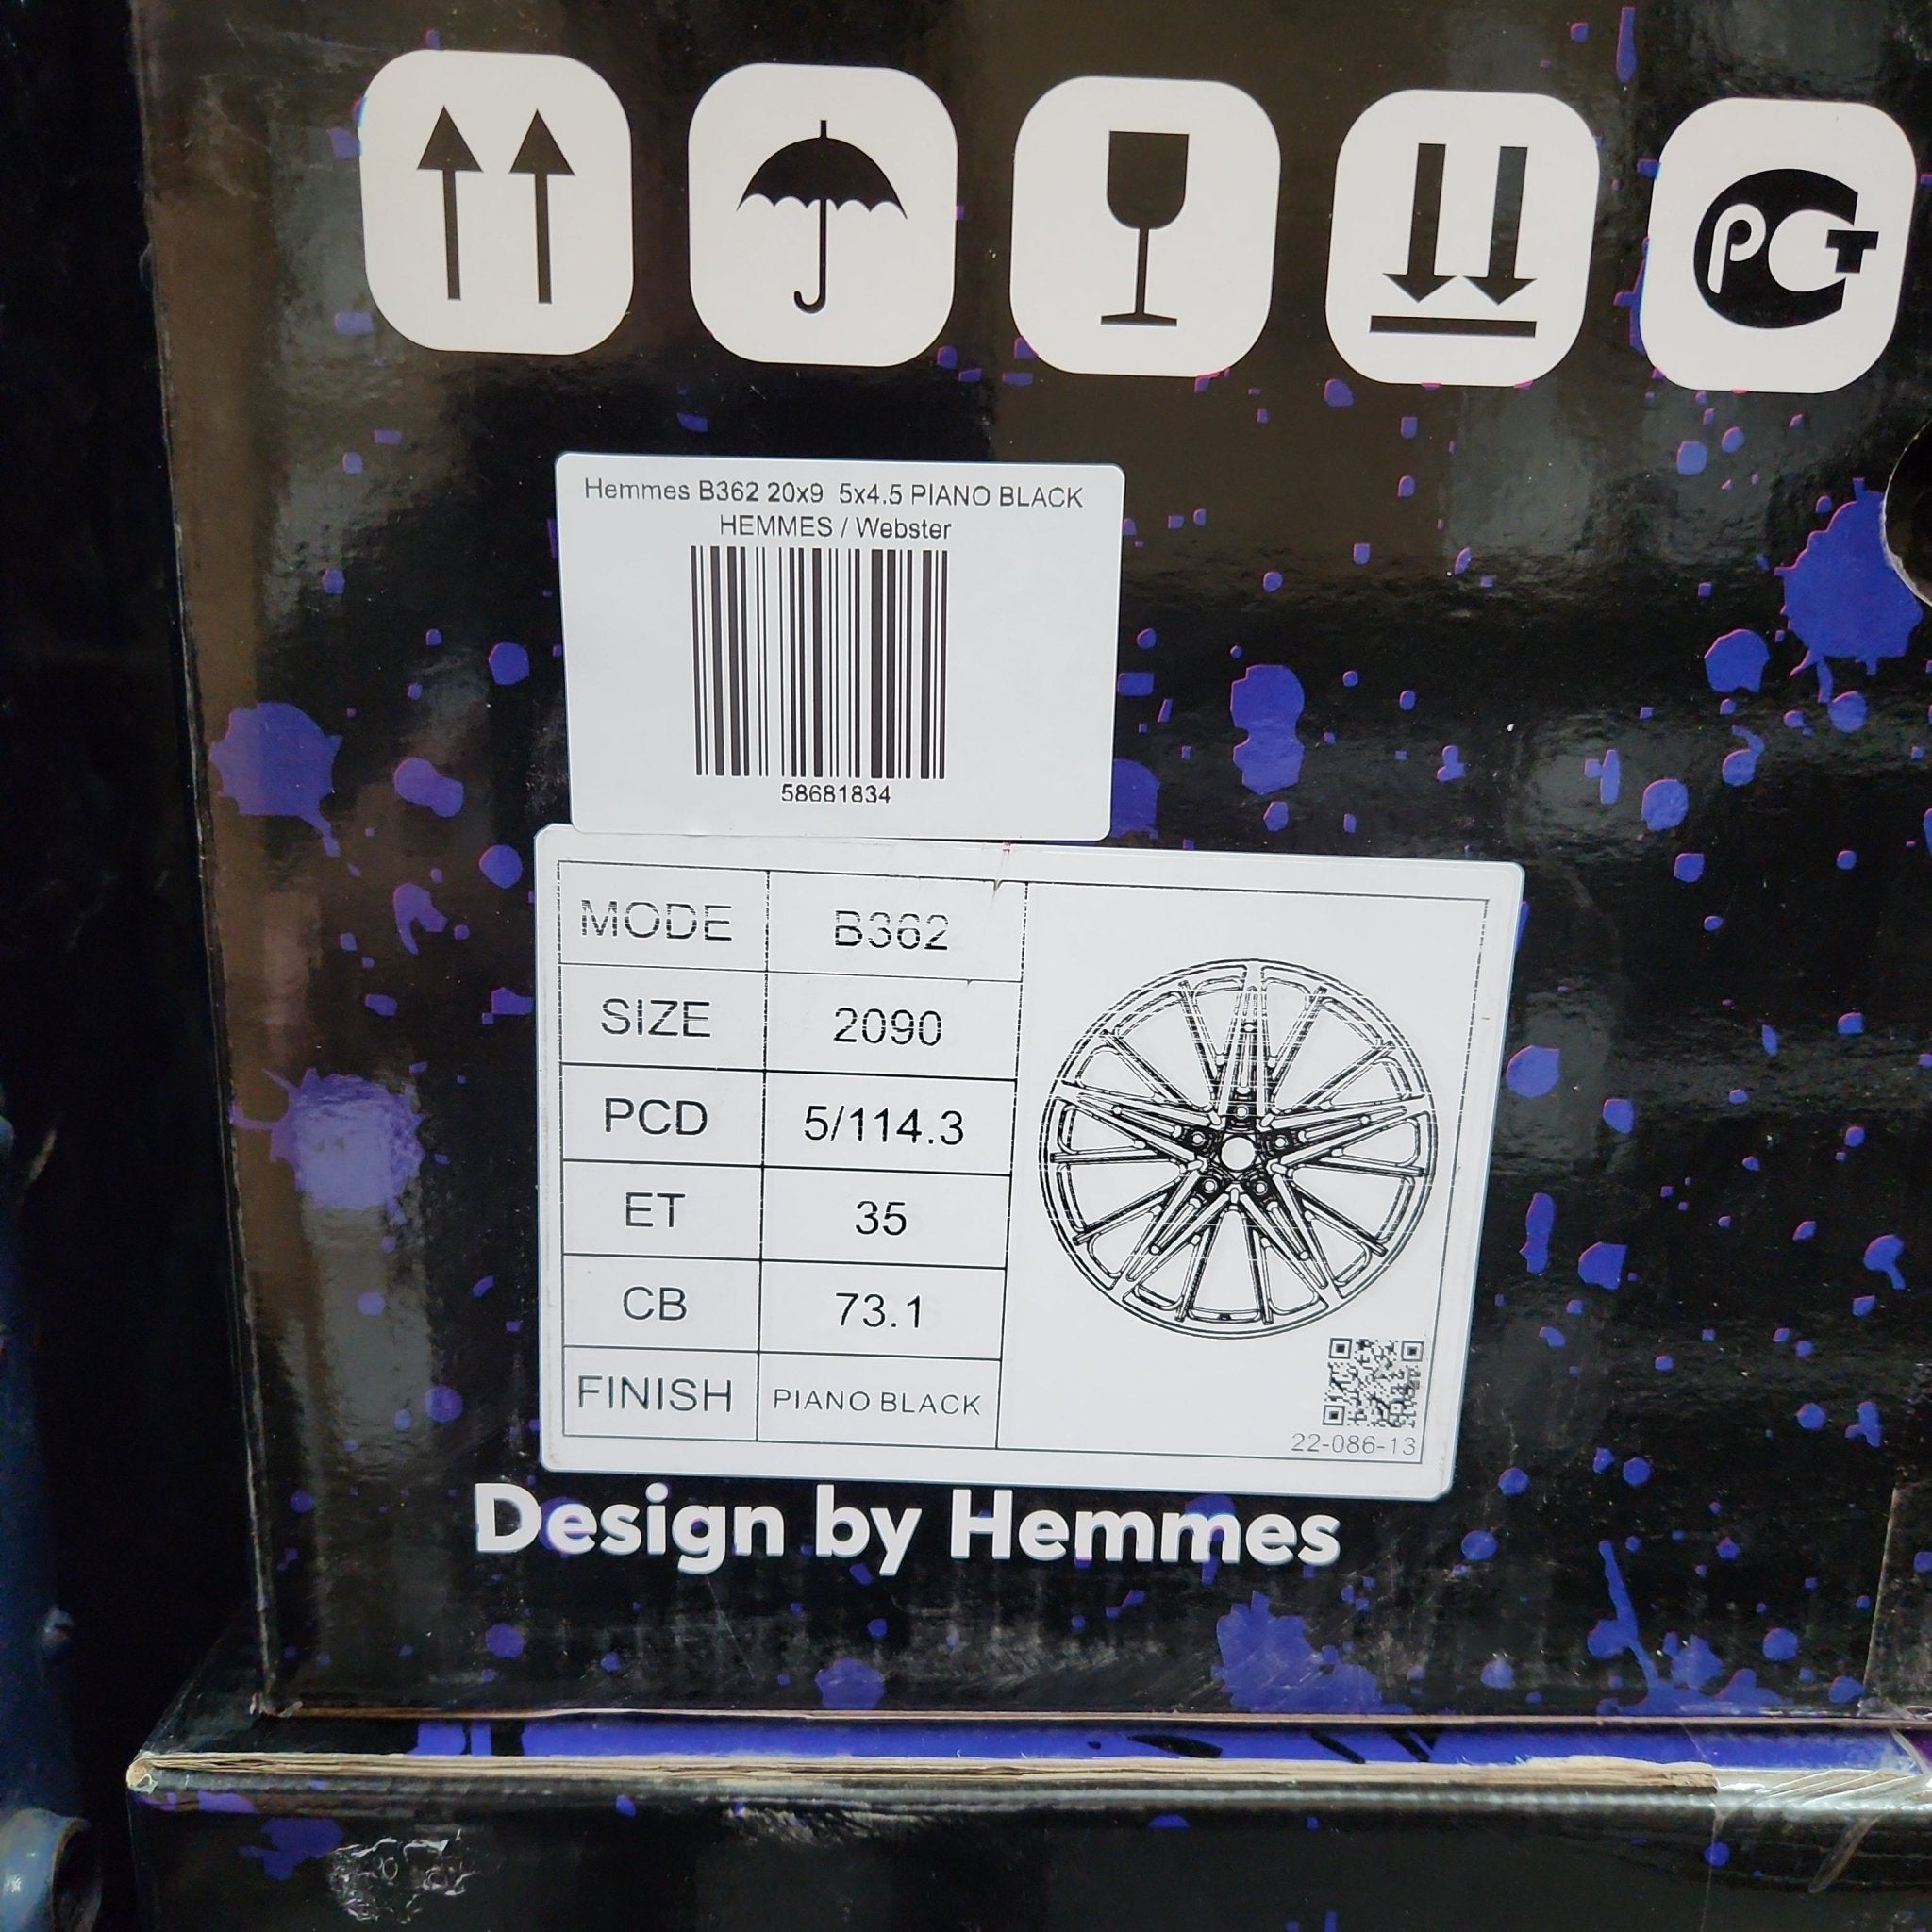 РСТ
Hemmes B362 20x9  5x4.5 PIANO BLACK
HEMMES / Webster
58681834
MODE B362
SIZE 2090
PCD 5/114.3
ET 35
CB 73.1
FINISH PIANO BLACK
22-086-13
Design by Hemmes